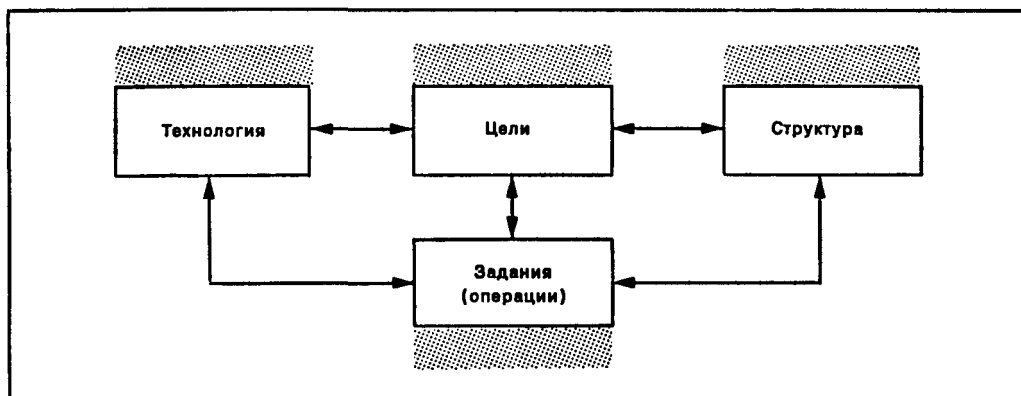 Технология
Цели
Структура
Задания
(операции)